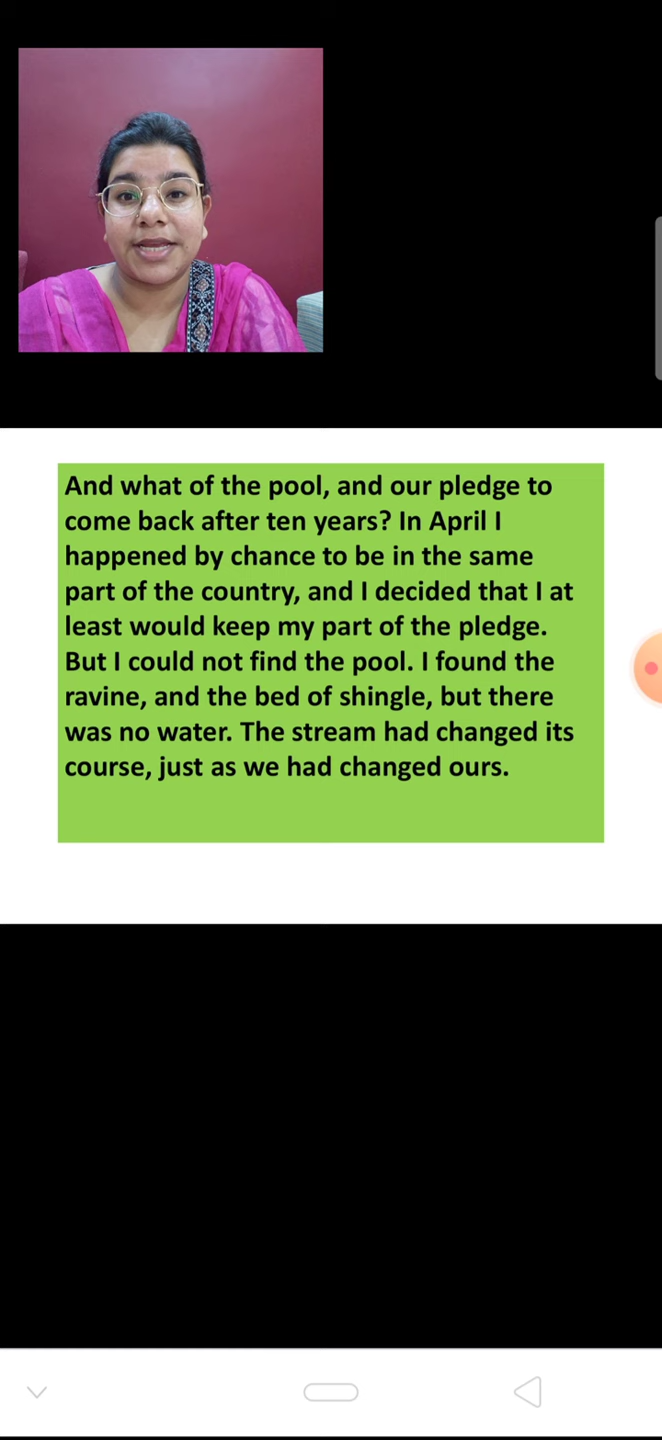 And what of the pool, and our pledge to
come back after ten years? In April I
happened by chance to be in the same
part of the country, and I decided that I at
least would keep my part of the pledge.
But I could not find the pool. I found the
ravine, and the bed of shingle, but there
was no water. The stream had changed its
course, just as we had changed ours.